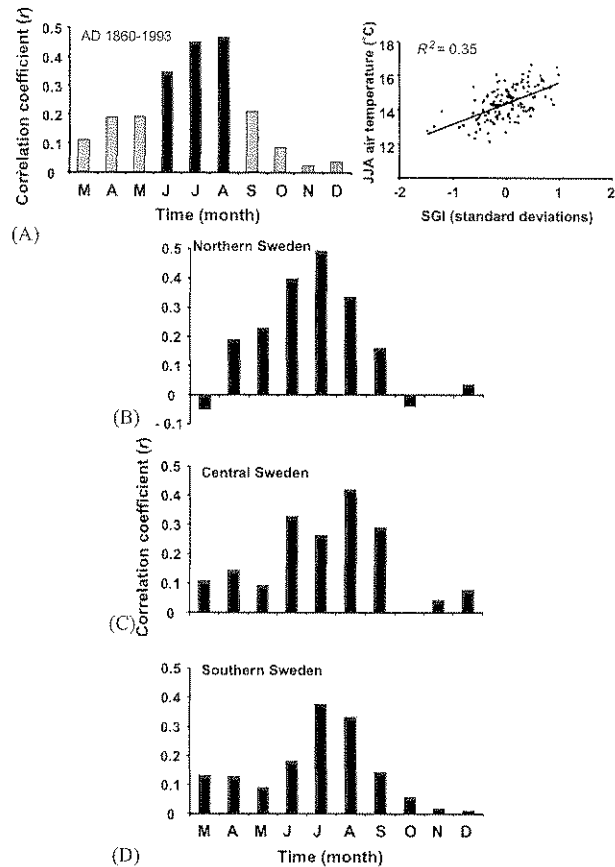 AD 1860-1993
Correlation coefficient (r)
0.5
0.4
0.3
0.2
0.1
0
M A M J J A S O N D
Time (month)
(A)
R² = 0.35
JJA air temperature (°C)
18
16
14
12
-2 -1 0 1 2
SGI (standard deviations)
Northern Sweden
0.5
0.4
0.3
0.2
0.1
0
- 0.1
(B)
Correlation coefficient (r)
Central Sweden
0.5
0.4
0.3
0.2
0.1
0
(C)
Southern Sweden
0.5
0.4
0.3
0.2
0.1
0
M A M J J A S O N D
Time (month)
(D)